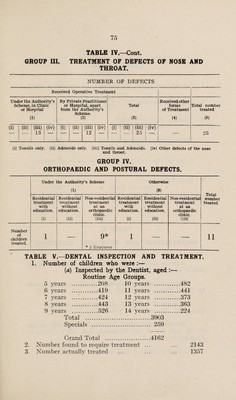 75
TABLE IV.—Cont.
GROUP III. TREATMENT OF DEFECTS OF NOSE AND THROAT.
NUMBER OF DEFECTS
Received Operative Treatment
Under the Authority's Scheme, in Clinic or Hospital (1)
By Private Practitioner or Hospital, apart from the Authority's Scheme. (2)
Total (3)
Received other forms of Treatment (4)
Total number treated (5)
(i) (ii) (iii) (iv) (i) (ii) (iii) (iv) (i) (ii) (iii) (iv)
— — 13 — — — 12 — — — 25 — — 25
(i) Tonsils only. (ii) Adenoids only. (iii) Tonsils and Adenoids. (iv) Other defects of the nose and throat.
GROUP IV.
ORTHOPAEDIC AND POSTURAL DEFECTS.
Under the Authority's Scheme (1)
Otherwise (2)
Total number treated
Residential treatment with education. (i)
Residential treatment without education. (ii)
Non-residential treatment at an orthopaedic clinic. (iii)
Residential treatment with education. (i)
Residential treatment without education. (ii)
Non-residential treatment at an orthopaedic clinic. (iii)
Number of children treated. 1 — 9* 1 — — 11
TABLE V.—DENTAL INSPECTION AND TREATMENT.
1. Number of children who were :—
(a) Inspected by the Dentist, aged :—
Routine Age Groups.
5 years ..................208 10 years ..................482
6 years ..................419 11 years ..................441
7 years ..................424 12 years ..................373
8 years ..................443 13 years ..................363
9 years ..................526 14 years ..................224
Total ..................3903
Specials ..................259
Grand Total ..................4162
2. Number found to require treatment ... ... 2143
3. Number actually treated ... ... ... 1357